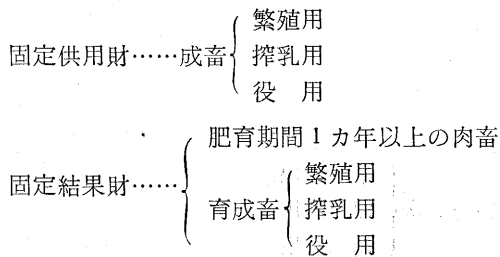 繁殖用
固定供用財……成畜 搾乳用
役 用
肥育期間1カ年以上の肉畜
固定結果財…… 繁殖用
育成畜 搾乳用
役 用